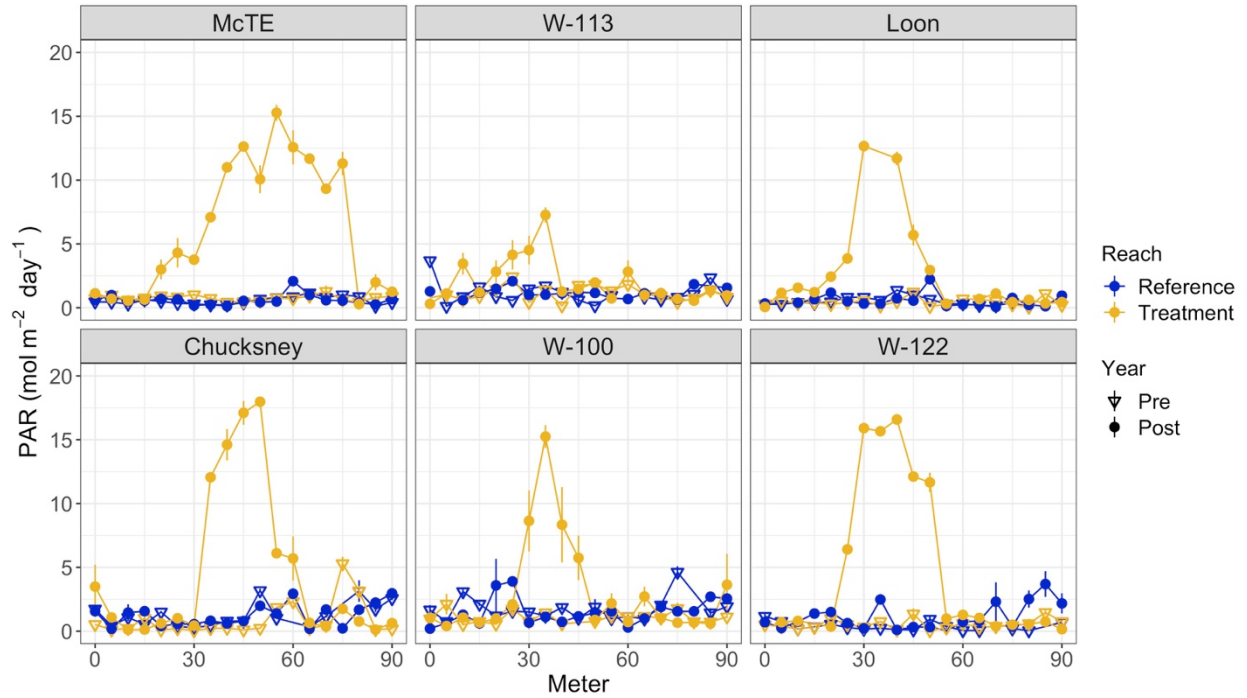 McTE W-113 Loon
20
15
10
5
0
Chucksney W-100 W-122
20
15
10
5
0
0 30 60 90 0 30 60 90 0 30 60 90
Meter
PAR (mol m⁻² day⁻¹)
Reach
Reference
Treatment
Year
Pre
Post